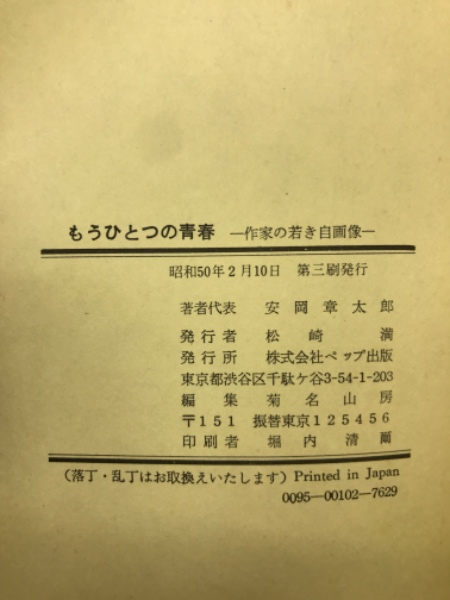 もうひとつの青春 ―作家の若き自画像―
昭和50年2月10日 第三刷発行
著者代表 安岡章太郎
発行者 松崎満
発行所 株式会社ペップ出版
東京都渋谷区千駄ケ谷3-54-1-203
編集 菊名山房
〒151 振替東京125456
印刷者 堀内清爾
(落丁・乱丁はお取換えいたします) Printed in Japan
0095―00102―7629